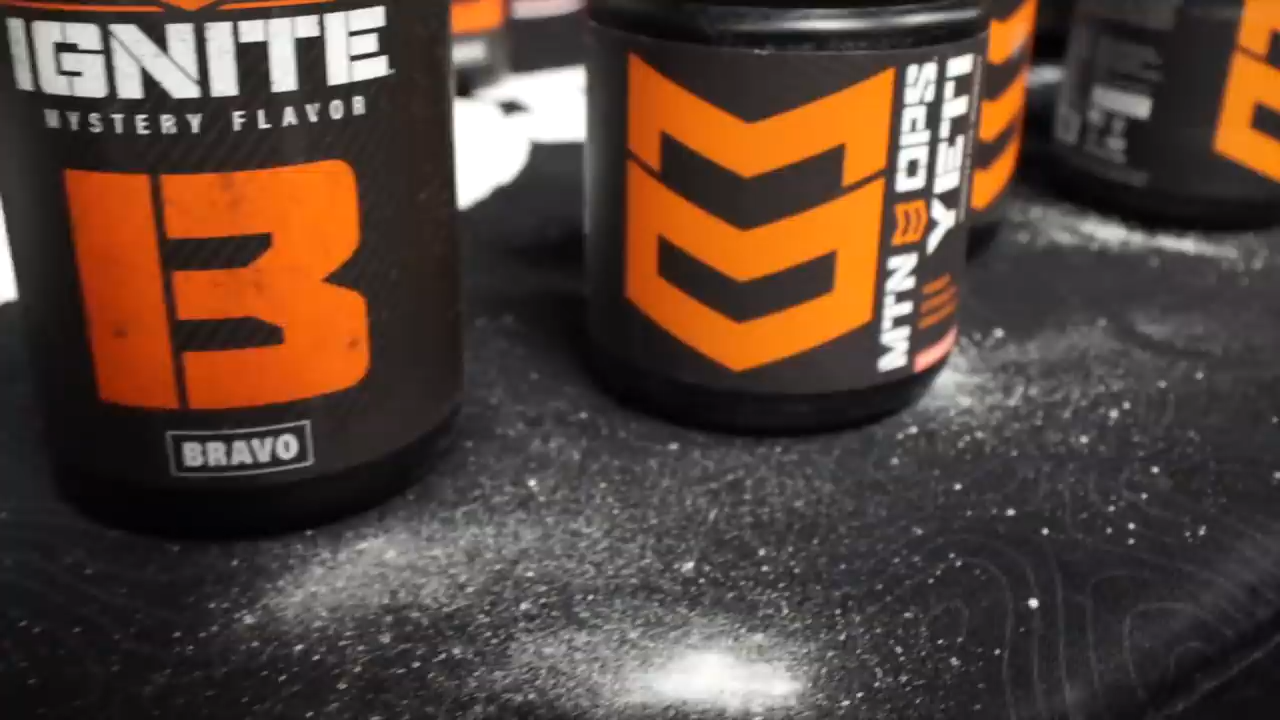 IGNITE
MYSTERY FLAVOR
B
BRAVO
MTN OPS
YETI